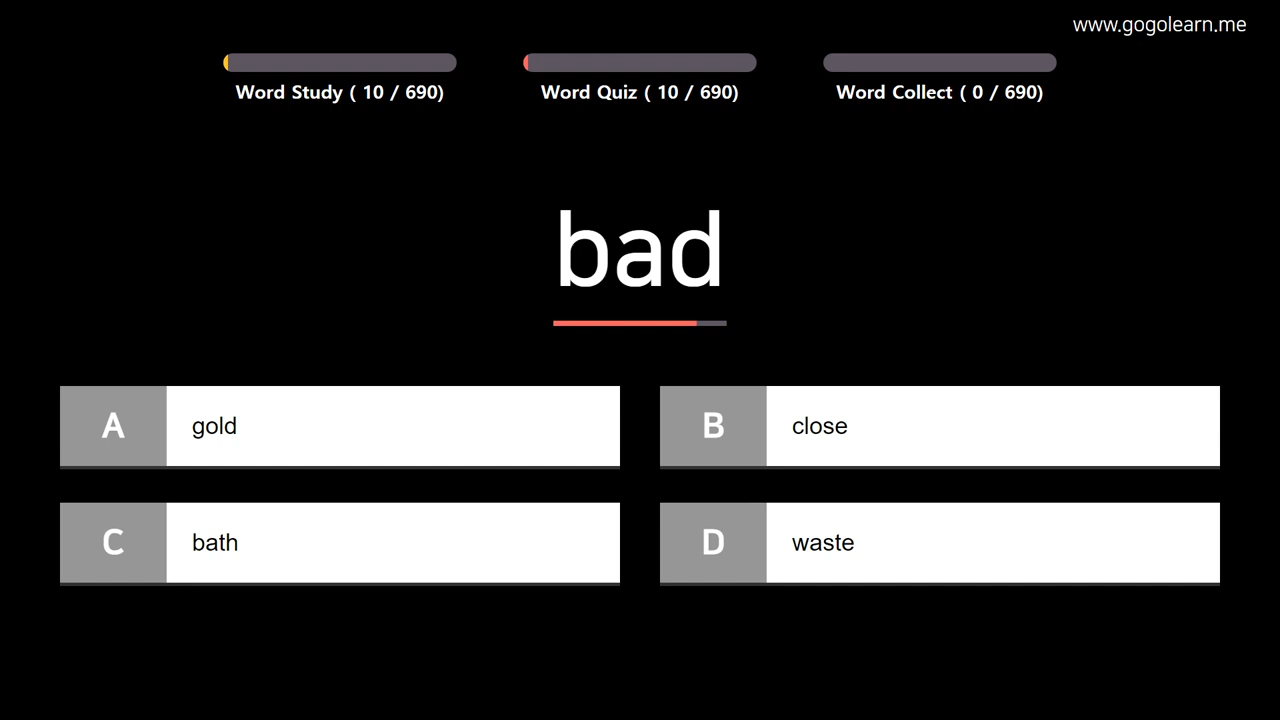 www.gogolearn.me
Word Study ( 10 / 690)
Word Quiz ( 10 / 690)
Word Collect ( 0 / 690)
bad
A gold
B close
C bath
D waste